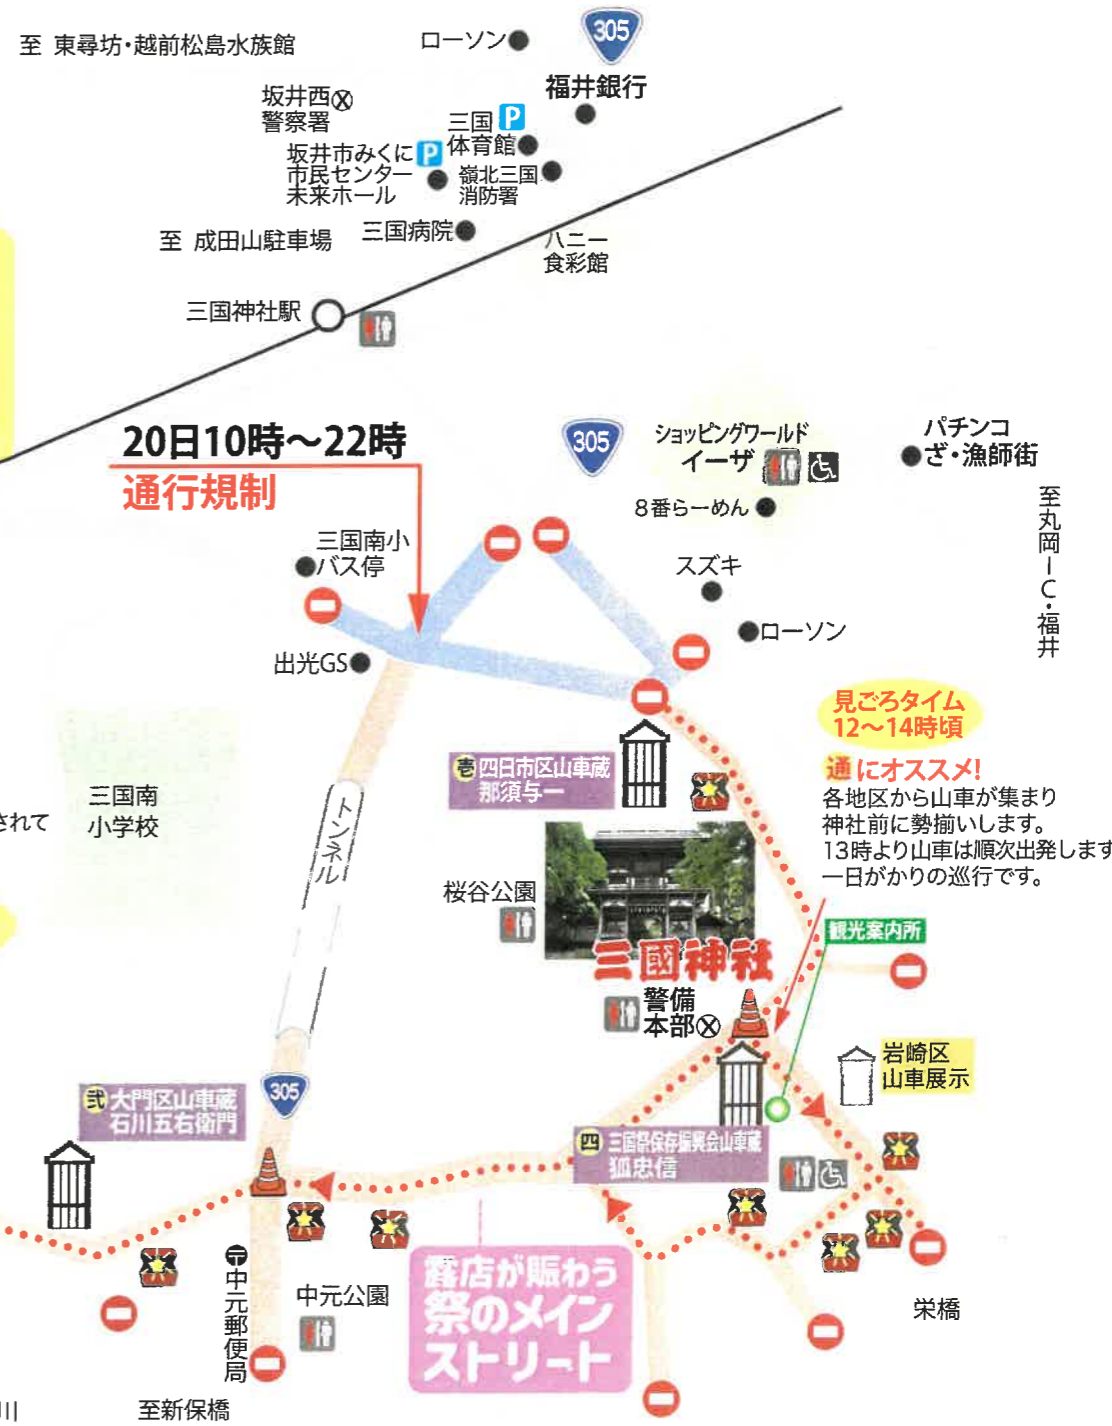 至 東尋坊・越前松島水族館
ローソン
305
福井銀行
坂井西
警察署
三国 P
体育館
坂井市みくに P
市民センター
未来ホール
嶺北三国
消防署
至 成田山駐車場
三国病院
ハニー
食彩館
三国神社駅
20日10時～22時
通行規制
305
ショッピングワールド
イーザ
パチンコ
ざ・漁師街
8番らーめん
至丸岡IC・福井
三国南小
バス停
スズキ
ローソン
出光GS
見ごろタイム
12～14時頃
通にオススメ!
各地区から山車が集まり
神社前に勢揃いします。
13時より山車は順次出発します
一日がかりの巡行です。
壱 四日市区山車蔵
那須与一
三国南
小学校
されて
トンネル
桜谷公園
三國神社
観光案内所
警備
本部
岩崎区
山車展示
弐 大門区山車蔵
石川五右衛門
305
四 三国祭保存振興会山車蔵
狐忠信
露店が賑わう
祭のメイン
ストリート
中元郵便局
中元公園
栄橋
川
至新保橋